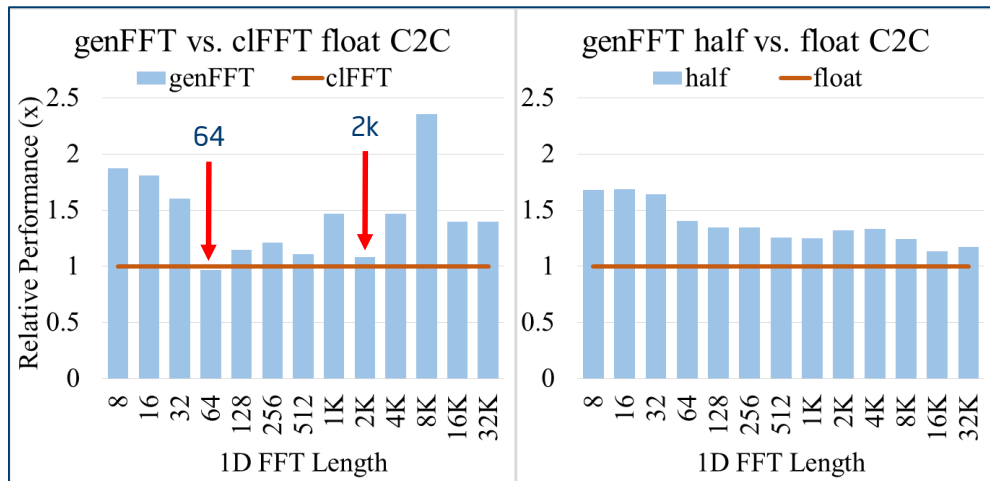 genFFT vs. clFFT float C2C
genFFT clFFT
Relative Performance (x)
2.5
2
1.5
1
0.5
0
64
2k
8 16 32 64 128 256 512 1K 2K 4K 8K 16K 32K
1D FFT Length
genFFT half vs. float C2C
half float
2.5
2
1.5
1
0.5
0
8 16 32 64 128 256 512 1K 2K 4K 8K 16K 32K
1D FFT Length